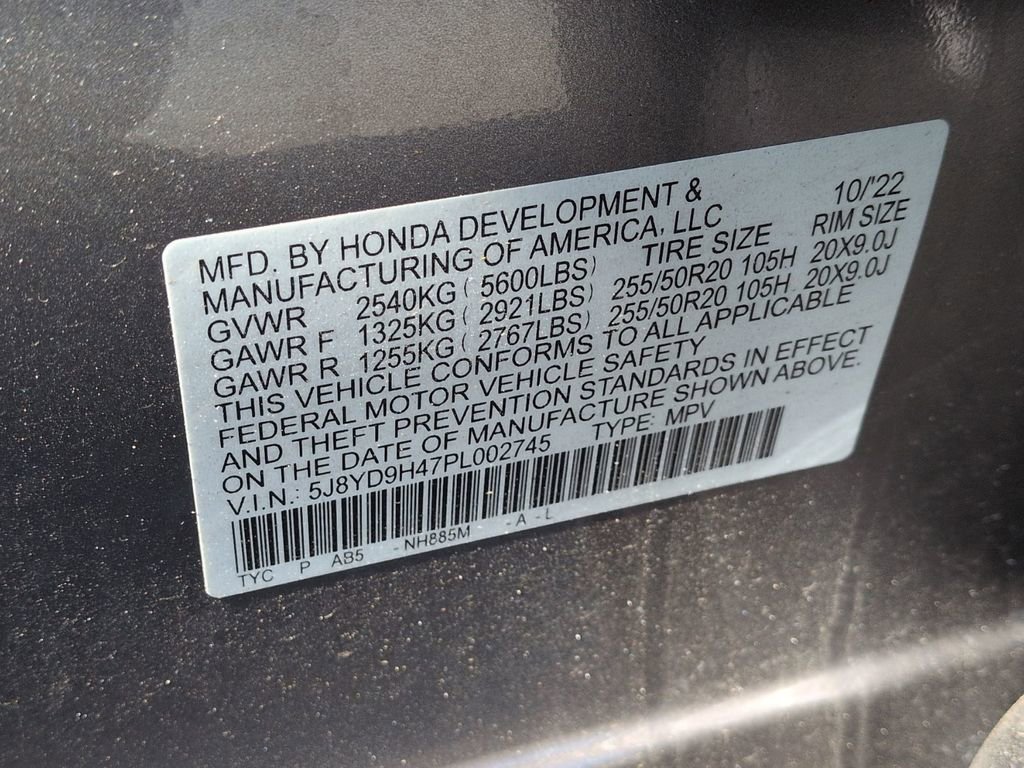 MFD. BY HONDA DEVELOPMENT & 10/'22
MANUFACTURING OF AMERICA, LLC
GVWR 2540KG ( 5600LBS) TIRE SIZE RIM SIZE
GAWR F 1325KG ( 2921LBS) 255/50R20 105H 20X9.0J
GAWR R 1255KG ( 2767LBS) 255/50R20 105H 20X9.0J
THIS VEHICLE CONFORMS TO ALL APPLICABLE
FEDERAL MOTOR VEHICLE SAFETY
AND THEFT PREVENTION STANDARDS IN EFFECT
ON THE DATE OF MANUFACTURE SHOWN ABOVE.
V.I.N.: 5J8YD9H47PL002745 TYPE: MPV
TYC P AB5 - NH885M - A - L